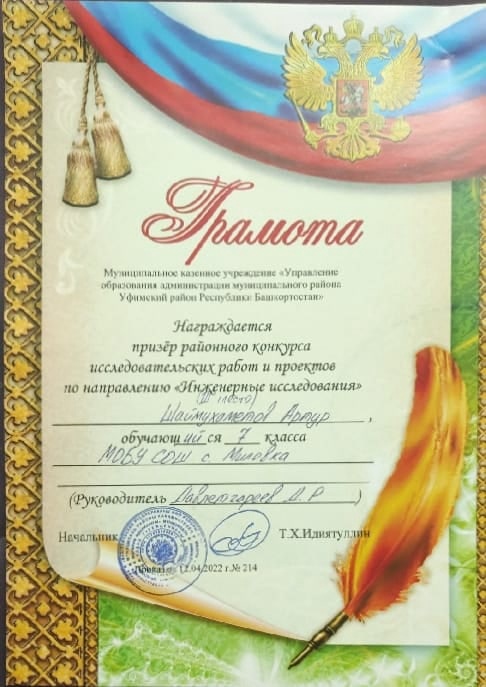 Грамота
Муниципальное казенное учреждение «Управление
образования администрации муниципального района
Уфимский район Республики Башкортостан»
Награждается
призёр районного конкурса
исследовательских работ и проектов
по направлению «Инженерные исследования»
(III место)
Шаймухаметов Артур,
обучающийся 7 класса
МОБУ СОШ с. Миловка
(Руководитель Давлетгареев Д.Р)
Начальник Т.Х.Идиятуллин
Приказ от 12.04.2022 г.№ 214